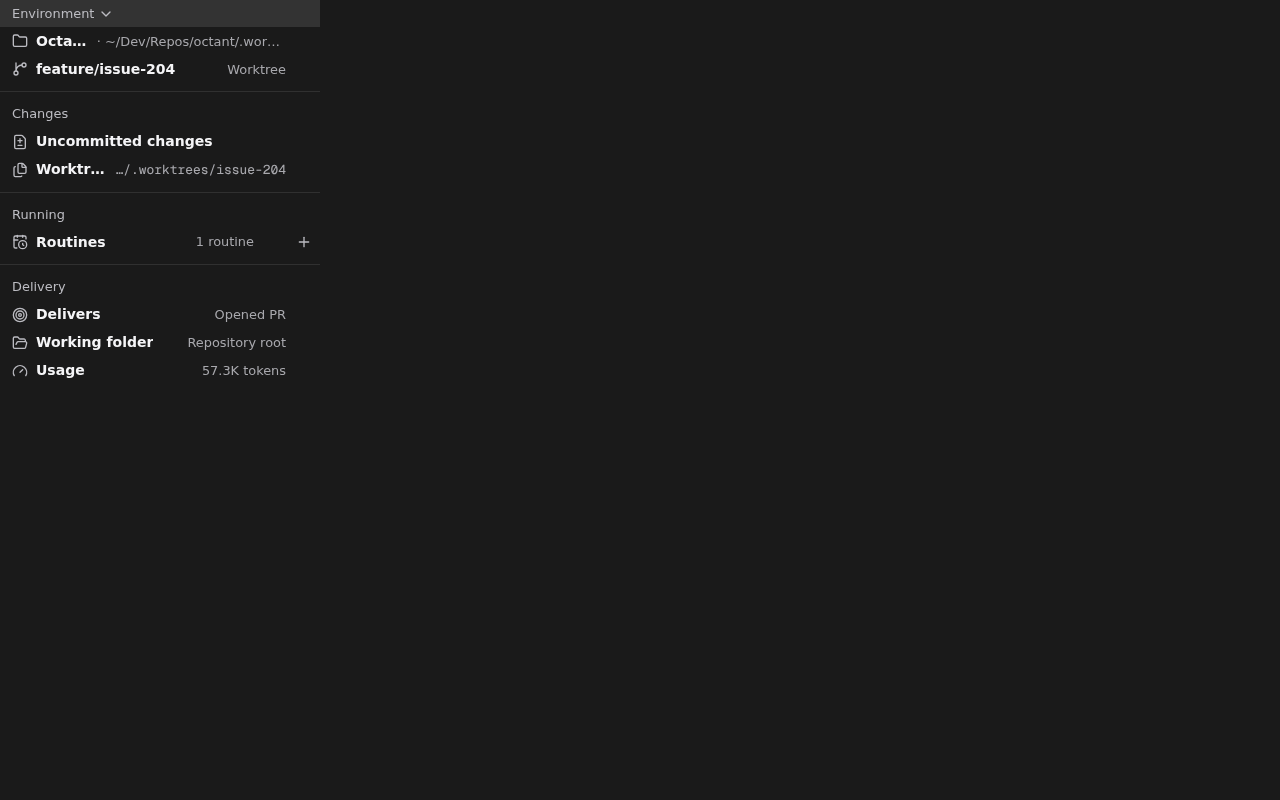 Environment
Octa… · ~/Dev/Repos/octant/.wor…
feature/issue-204 Worktree
Changes
Uncommitted changes
Worktr… …/.worktrees/issue-204
Running
Routines 1 routine
Delivery
Delivers Opened PR
Working folder Repository root
Usage 57.3K tokens